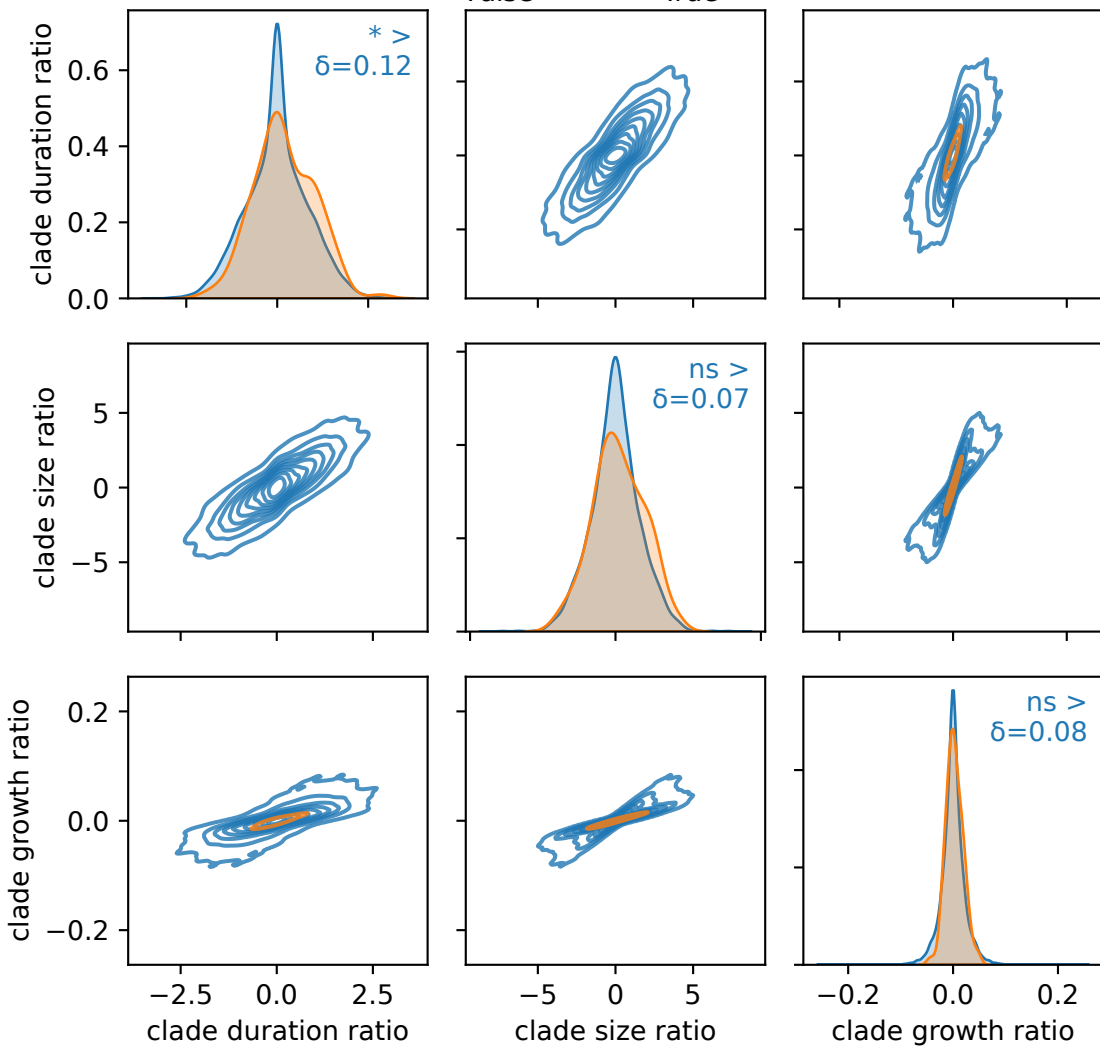 clade duration ratio
0.6
0.4
0.2
0.0
* >
δ=0.12
clade size ratio
5
0
−5
ns >
δ=0.07
clade growth ratio
0.2
0.0
−0.2
ns >
δ=0.08
−2.5 0.0 2.5
−5 0 5
−0.2 0.0 0.2
clade duration ratio
clade size ratio
clade growth ratio